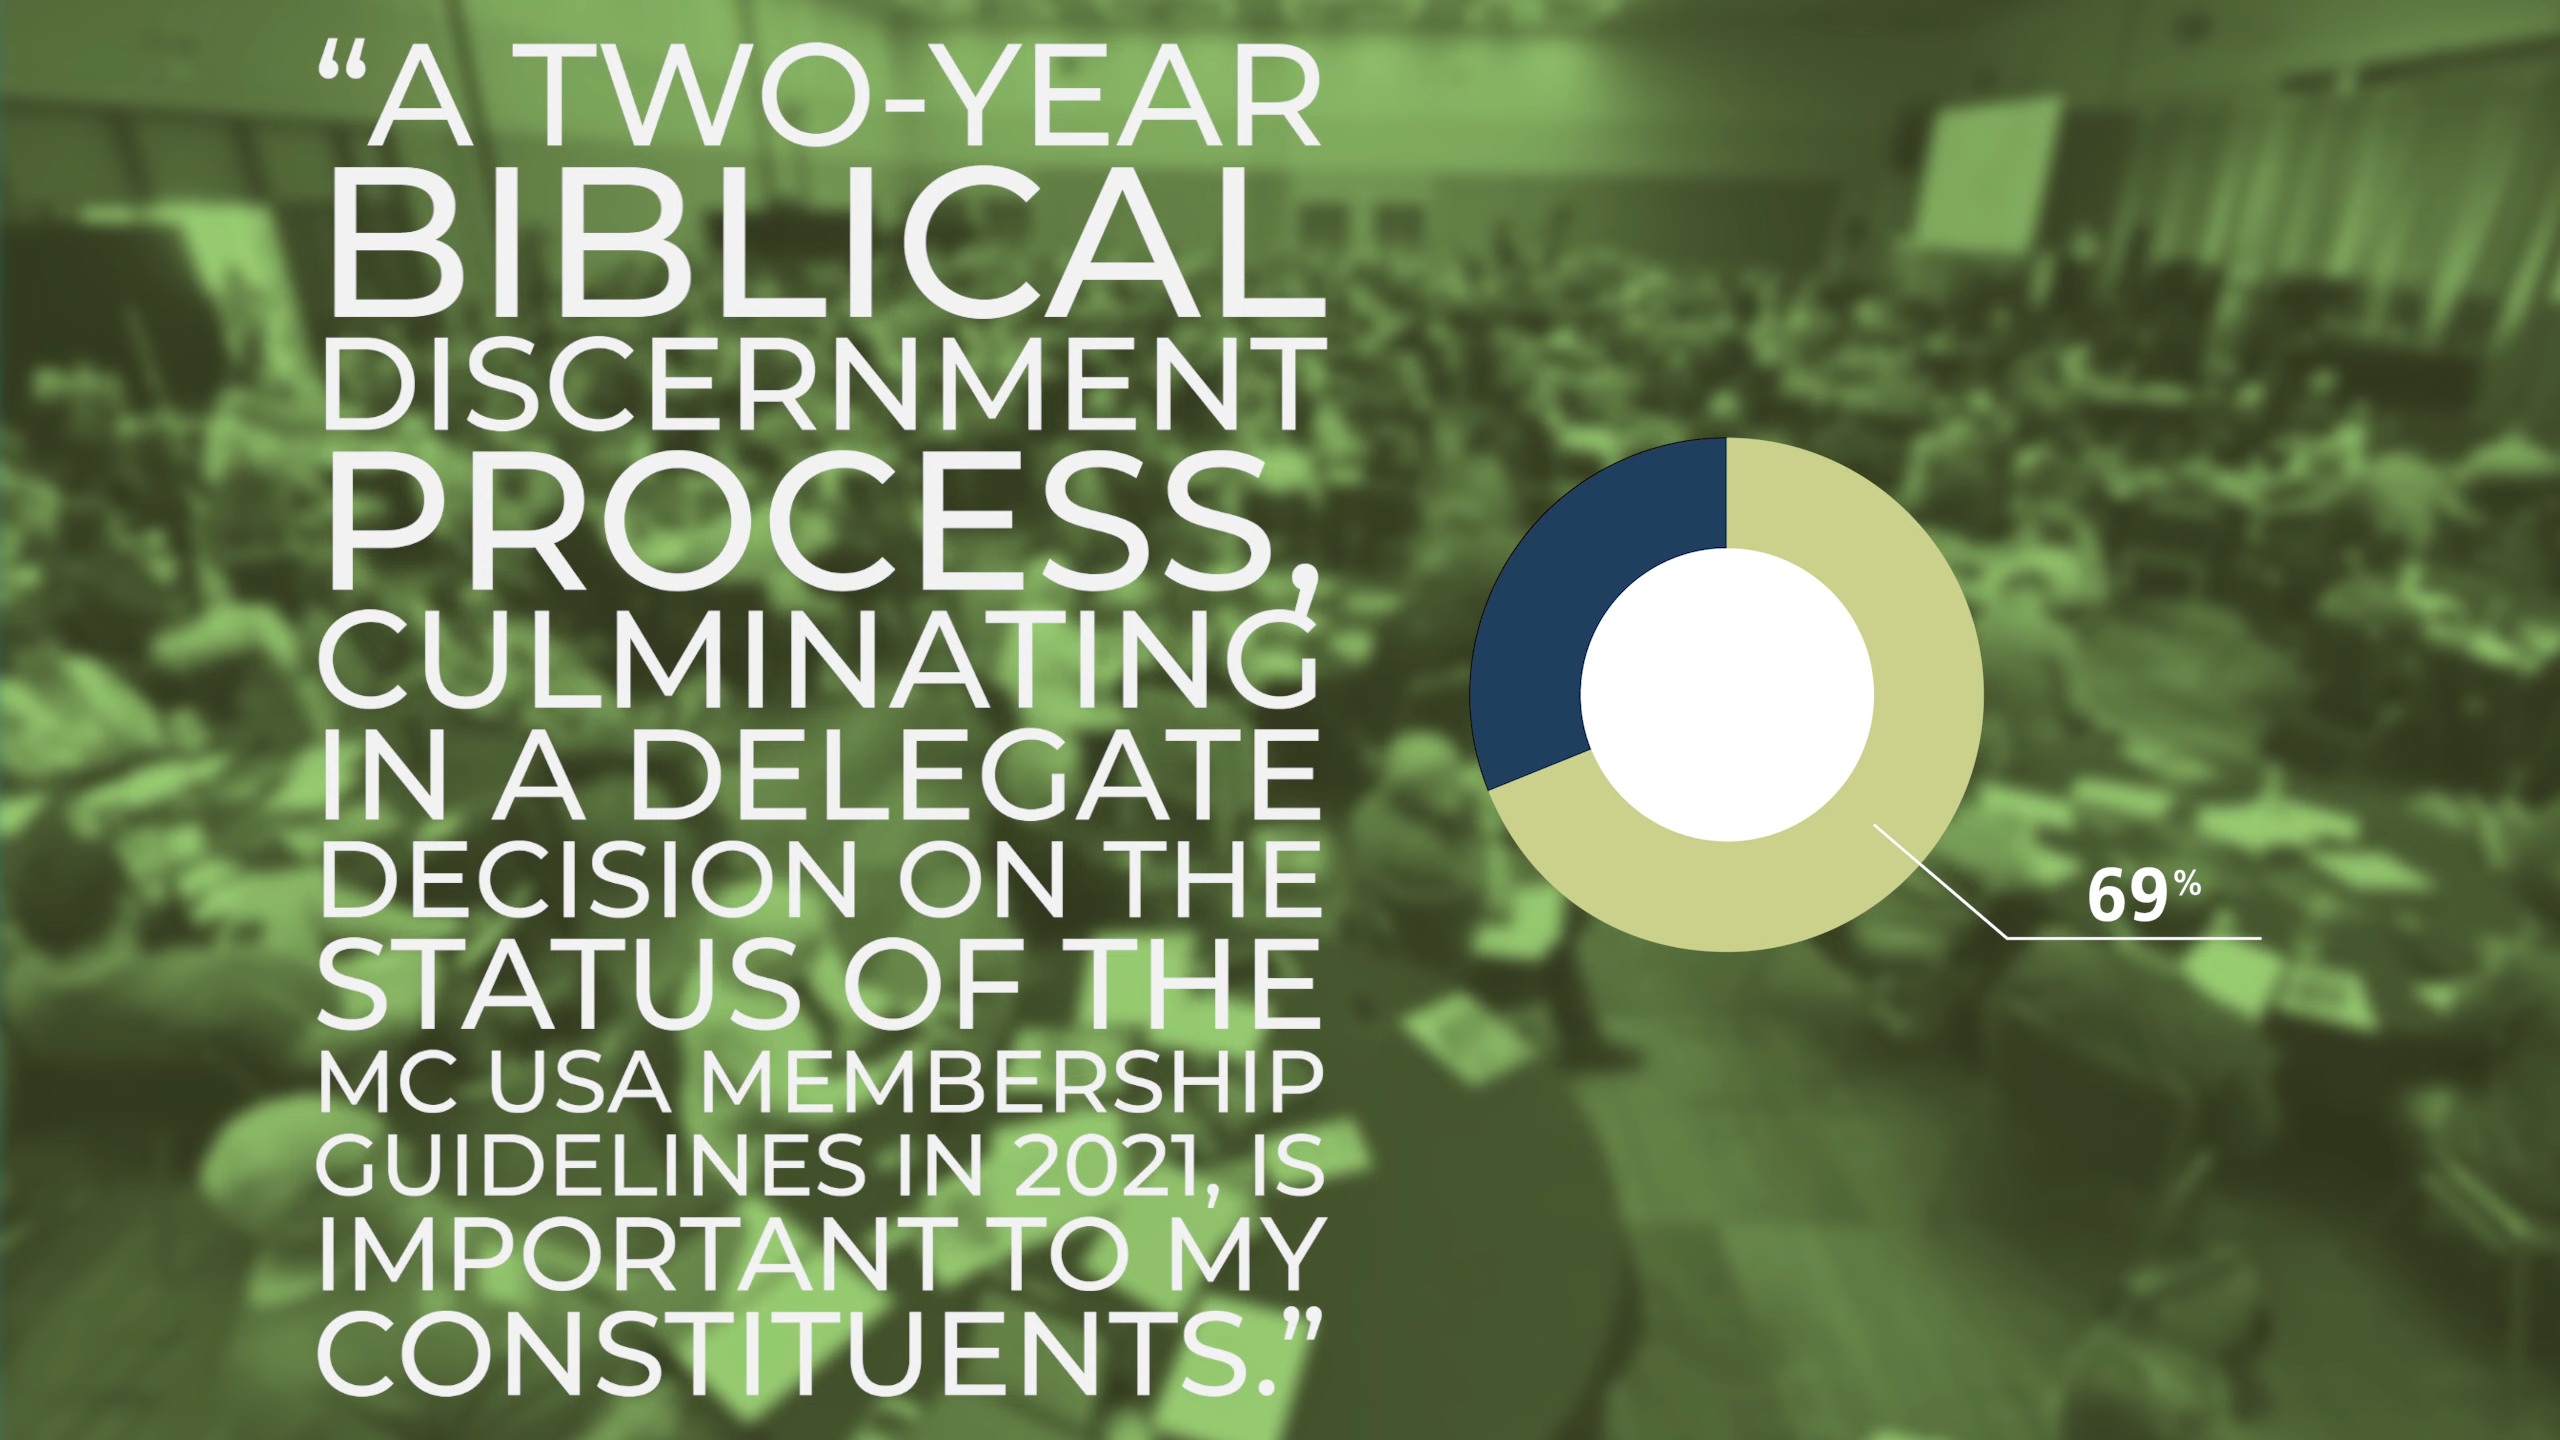 “A TWO-YEAR
BIBLICAL
DISCERNMENT
PROCESS,
CULMINATING
IN A DELEGATE
DECISION ON THE
STATUS OF THE
MC USA MEMBERSHIP
GUIDELINES IN 2021, IS
IMPORTANT TO MY
CONSTITUENTS.”
69%